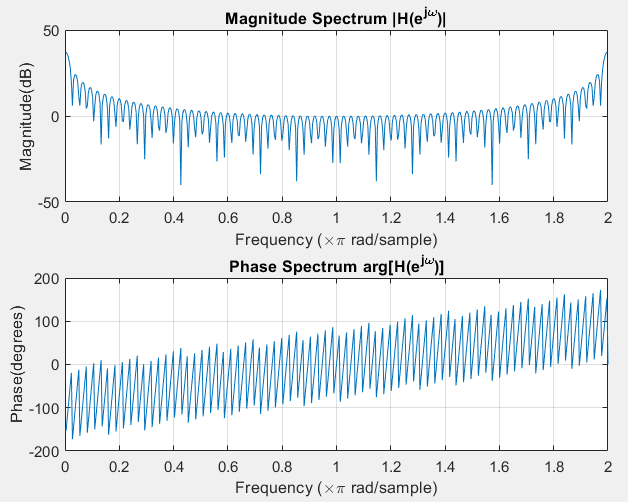 Magnitude Spectrum |H(e^jω)|
50
0
-50
Magnitude(dB)
0 0.2 0.4 0.6 0.8 1 1.2 1.4 1.6 1.8 2
Frequency (×π rad/sample)
Phase Spectrum arg[H(e^jω)]
200
100
0
-100
-200
Phase(degrees)
0 0.2 0.4 0.6 0.8 1 1.2 1.4 1.6 1.8 2
Frequency (×π rad/sample)